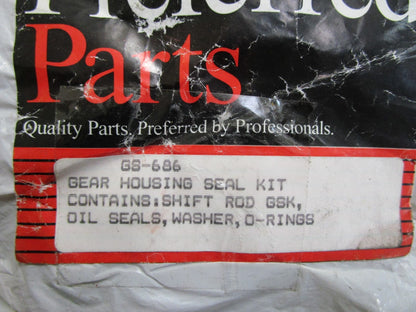 Preferred
Parts
Quality Parts. Preferred by Professionals.
GS-686
GEAR HOUSING SEAL KIT
CONTAINS:SHIFT ROD GSK,
OIL SEALS,WASHER,O-RINGS